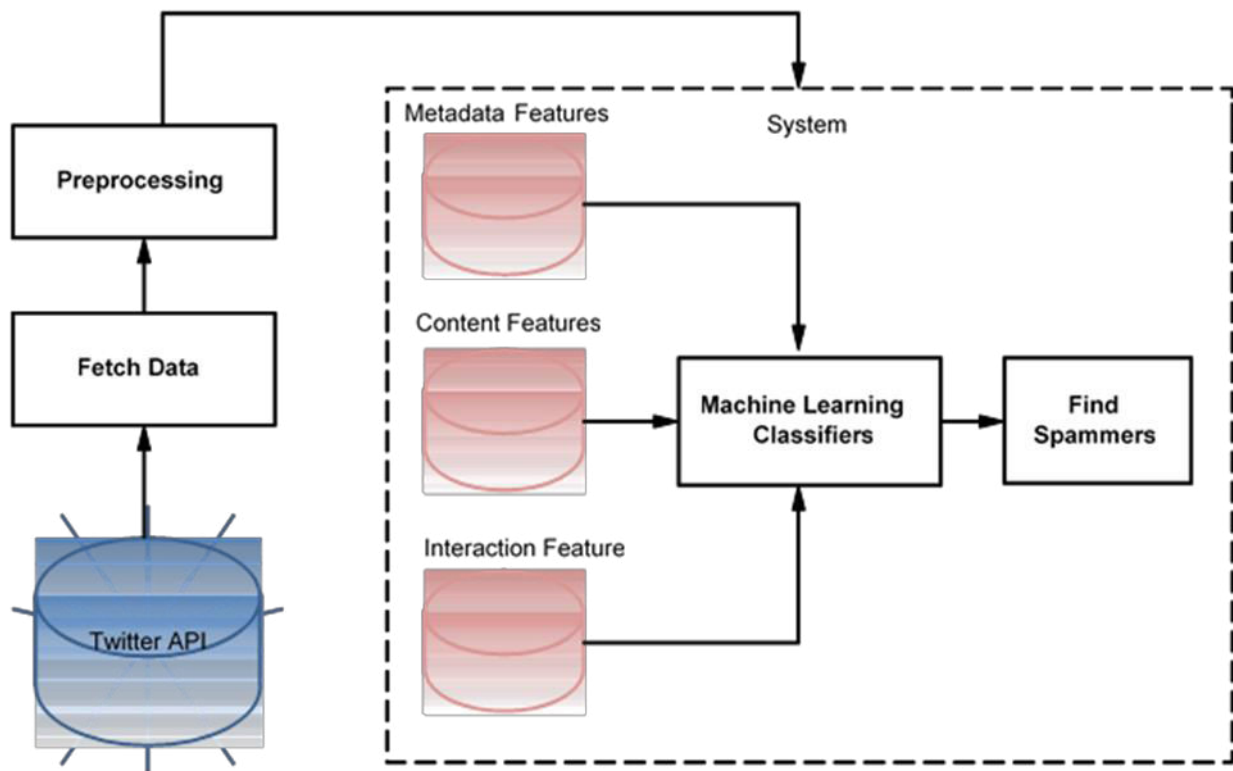 Metadata Features
System
Preprocessing
Content Features
Fetch Data
Machine Learning
Classifiers
Find
Spammers
Interaction Feature
Twitter API